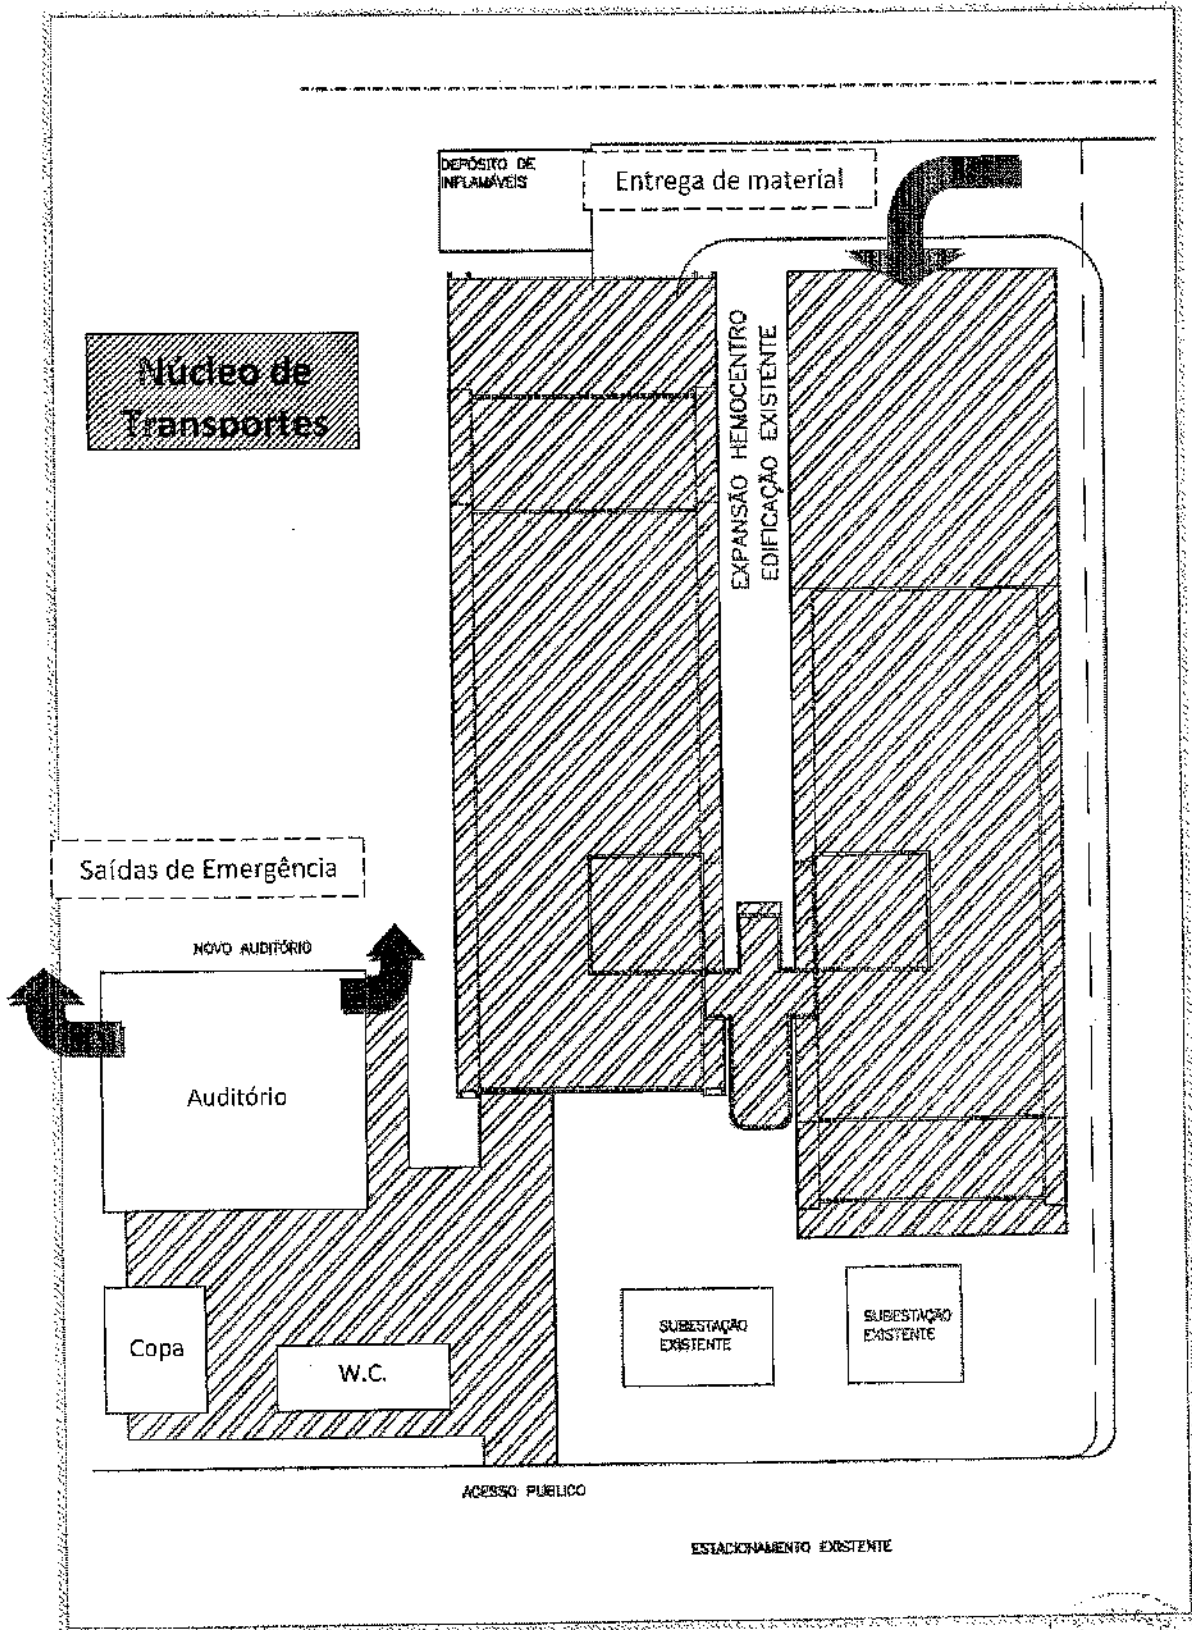 DEPÓSITO DE
INFLAMÁVEIS
Entrega de material
Núcleo de
Transportes
EXPANSÃO HEMOCENTRO
EDIFICAÇÃO EXISTENTE
Saídas de Emergência
NOVO AUDITÓRIO
Auditório
Copa
W.C.
SUBESTAÇÃO
EXISTENTE
SUBESTAÇÃO
EXISTENTE
ACESSO PUBLICO
ESTACIONAMENTO EXISTENTE